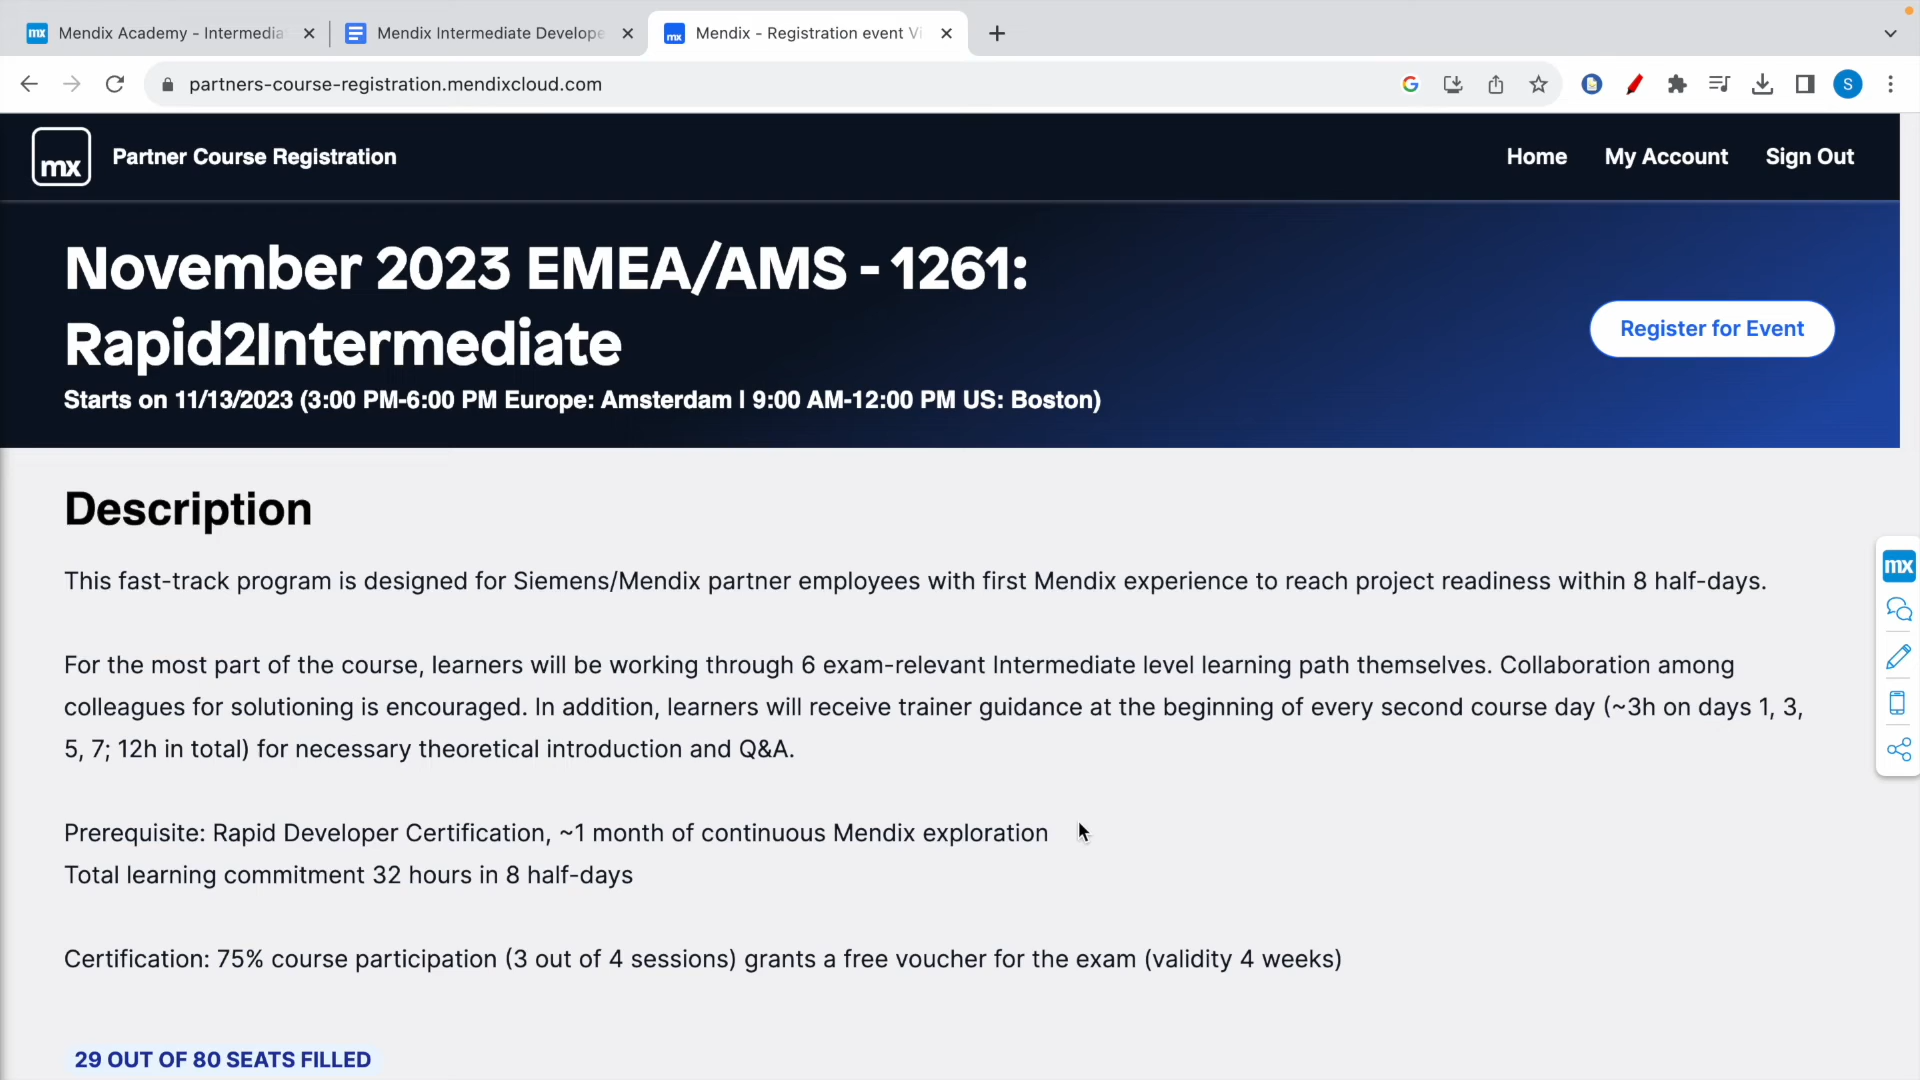 mx Mendix Academy - Intermedia
Mendix Intermediate Develope
mx Mendix - Registration event Vi
partners-course-registration.mendixcloud.com
S
mx Partner Course Registration
Home
My Account
Sign Out
November 2023 EMEA/AMS - 1261:
Rapid2Intermediate
Starts on 11/13/2023 (3:00 PM-6:00 PM Europe: Amsterdam I 9:00 AM-12:00 PM US: Boston)
Register for Event
Description
This fast-track program is designed for Siemens/Mendix partner employees with first Mendix experience to reach project readiness within 8 half-days.
For the most part of the course, learners will be working through 6 exam-relevant Intermediate level learning path themselves. Collaboration among
colleagues for solutioning is encouraged. In addition, learners will receive trainer guidance at the beginning of every second course day (~3h on days 1, 3,
5, 7; 12h in total) for necessary theoretical introduction and Q&A.
Prerequisite: Rapid Developer Certification, ~1 month of continuous Mendix exploration
Total learning commitment 32 hours in 8 half-days
Certification: 75% course participation (3 out of 4 sessions) grants a free voucher for the exam (validity 4 weeks)
29 OUT OF 80 SEATS FILLED
mx